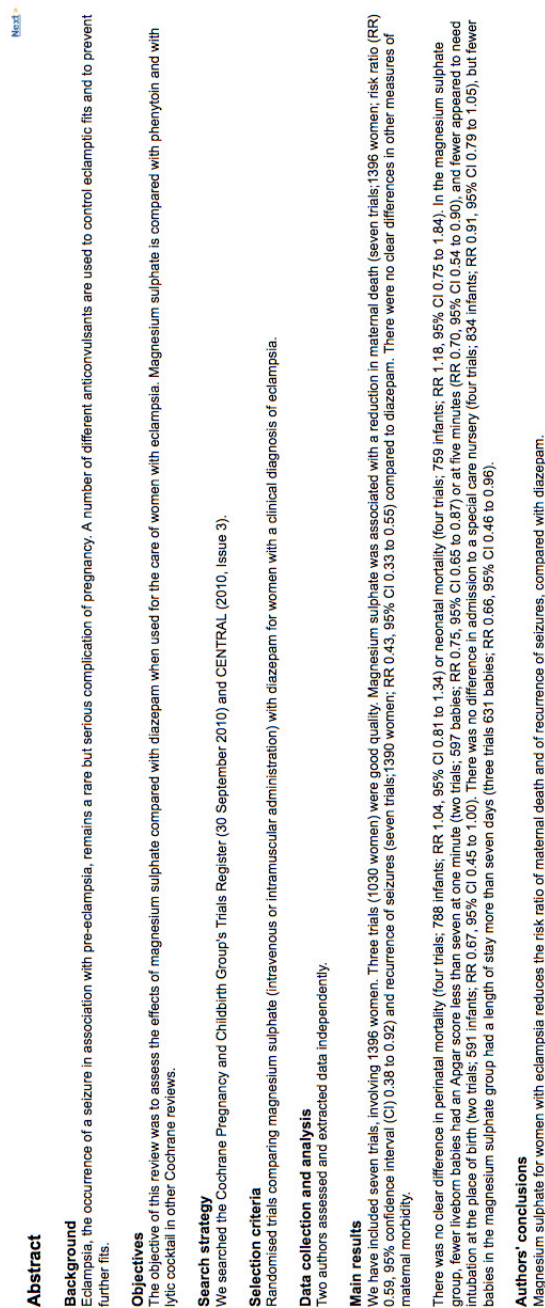 Next >
Abstract
Background
Eclampsia, the occurrence of a seizure in association with pre-eclampsia, remains a rare but serious complication of pregnancy. A number of different anticonvulsants are used to control eclamptic fits and to prevent
further fits.
Objectives
The objective of this review was to assess the effects of magnesium sulphate compared with diazepam when used for the care of women with eclampsia. Magnesium sulphate is compared with phenytoin and with
lytic cocktail in other Cochrane reviews.
Search strategy
We searched the Cochrane Pregnancy and Childbirth Group's Trials Register (30 September 2010) and CENTRAL (2010, Issue 3).
Selection criteria
Randomised trials comparing magnesium sulphate (intravenous or intramuscular administration) with diazepam for women with a clinical diagnosis of eclampsia.
Data collection and analysis
Two authors assessed and extracted data independently.
Main results
We have included seven trials, involving 1396 women. Three trials (1030 women) were good quality. Magnesium sulphate was associated with a reduction in maternal death (seven trials;1396 women; risk ratio (RR)
0.59, 95% confidence interval (CI) 0.38 to 0.92) and recurrence of seizures (seven trials;1390 women; RR 0.43, 95% CI 0.33 to 0.55) compared to diazepam. There were no clear differences in other measures of
maternal morbidity.
There was no clear difference in perinatal mortality (four trials; 788 infants; RR 1.04, 95% CI 0.81 to 1.34) or neonatal mortality (four trials; 759 infants; RR 1.18, 95% CI 0.75 to 1.84). In the magnesium sulphate
group, fewer liveborn babies had an Apgar score less than seven at one minute (two trials; 597 babies; RR 0.75, 95% CI 0.65 to 0.87) or at five minutes (RR 0.70, 95% CI 0.54 to 0.90), and fewer appeared to need
intubation at the place of birth (two trials; 591 infants; RR 0.67, 95% CI 0.45 to 1.00). There was no difference in admission to a special care nursery (four trials; 834 infants; RR 0.91, 95% CI 0.79 to 1.05), but fewer
babies in the magnesium sulphate group had a length of stay more than seven days (three trials 631 babies; RR 0.66, 95% CI 0.46 to 0.96).
Authors' conclusions
Magnesium sulphate for women with eclampsia reduces the risk ratio of maternal death and of recurrence of seizures, compared with diazepam.